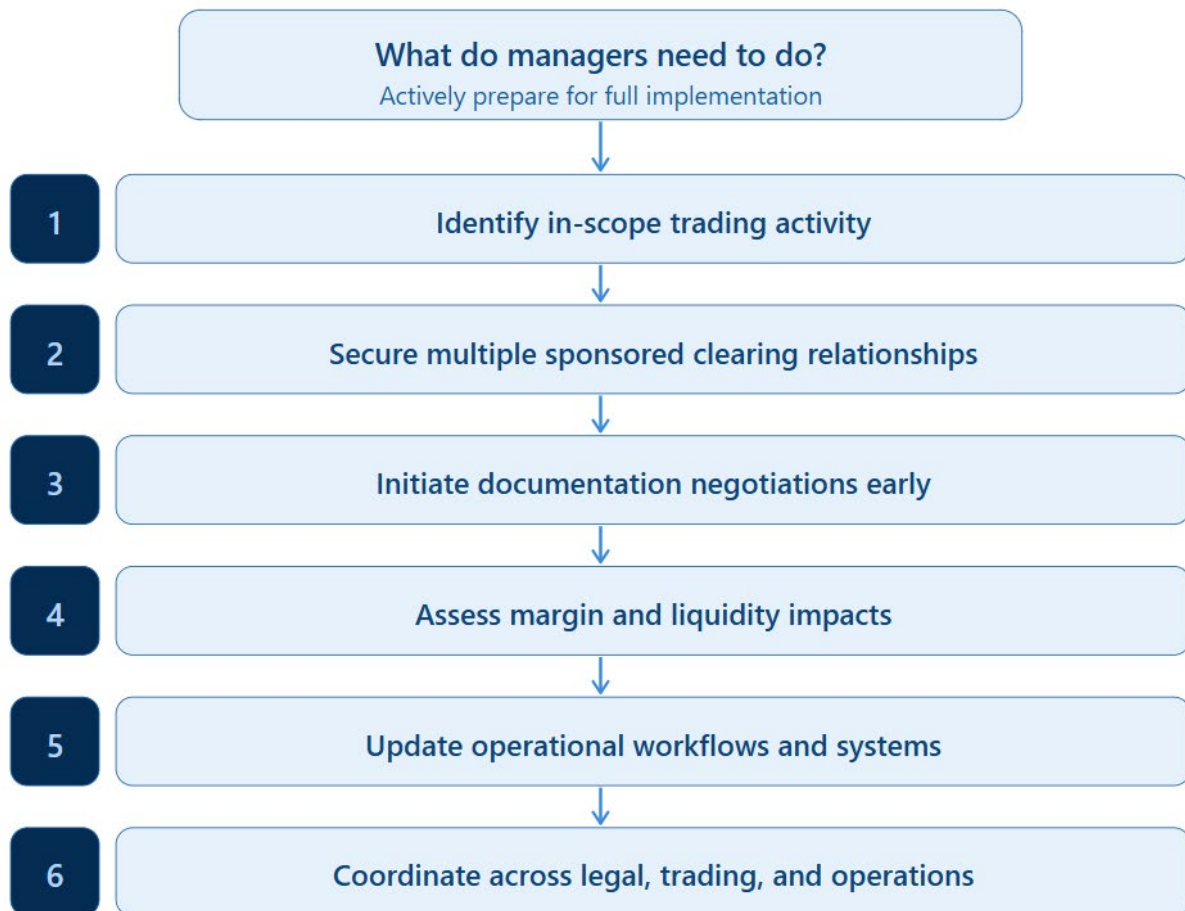 What do managers need to do?
Actively prepare for full implementation
1
Identify in-scope trading activity
2
Secure multiple sponsored clearing relationships
3
Initiate documentation negotiations early
4
Assess margin and liquidity impacts
5
Update operational workflows and systems
6
Coordinate across legal, trading, and operations